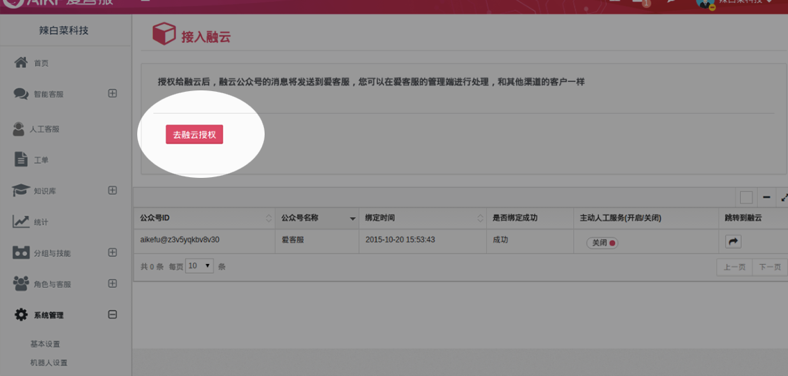 辣白菜科技
1
辣白菜科技
接入融云
首页
授权给融云后，融云公众号的消息将发送到爱客服，您可以在爱客服的管理端进行处理，和其他渠道的客户一样
智能客服
人工客服
去融云授权
工单
知识库
统计
分组与技能
角色与客服
系统管理
基本设置
机器人设置
公众号ID 公众号名称 绑定时间 是否绑定成功 主动人工服务(开启/关闭) 跳转到融云
aikefu@z3v5yqkbv8v30 爱客服 2015-10-20 15:53:43 成功 关闭
共 0 条 每页 10 条 上一页 下一页